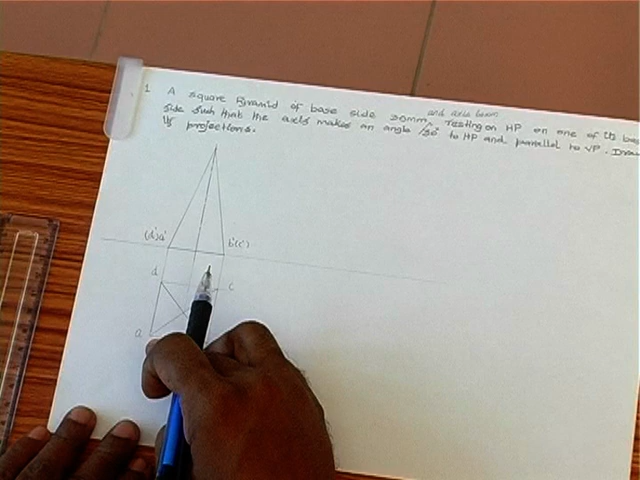 1 A square Pyramid of base side 30mm, and axis 60mm resting on HP on one of its base
side such that the axis makes an angle 30° to HP and parallel to VP. Draw
its projections.
(d')a' b'(c')
d
c
a